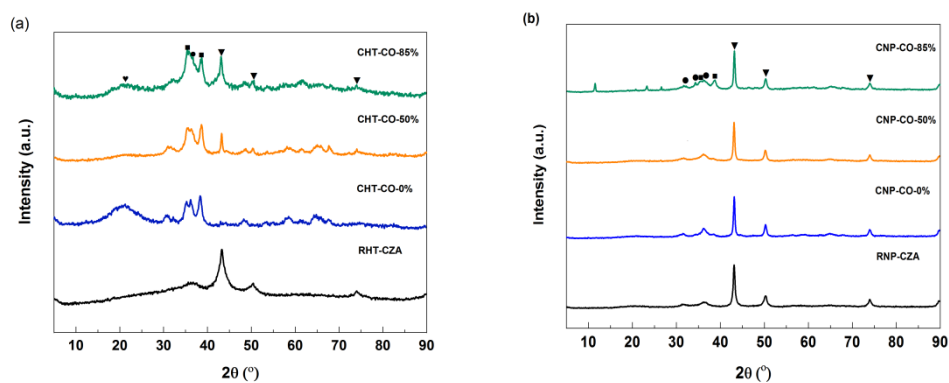 (a)
CHT-CO-85%
CHT-CO-50%
CHT-CO-0%
RHT-CZA
Intensity (a.u.)
10 20 30 40 50 60 70 80 90
2θ (°)
(b)
CNP-CO-85%
CNP-CO-50%
CNP-CO-0%
RNP-CZA
Intensity (a.u.)
10 20 30 40 50 60 70 80 90
2θ (°)